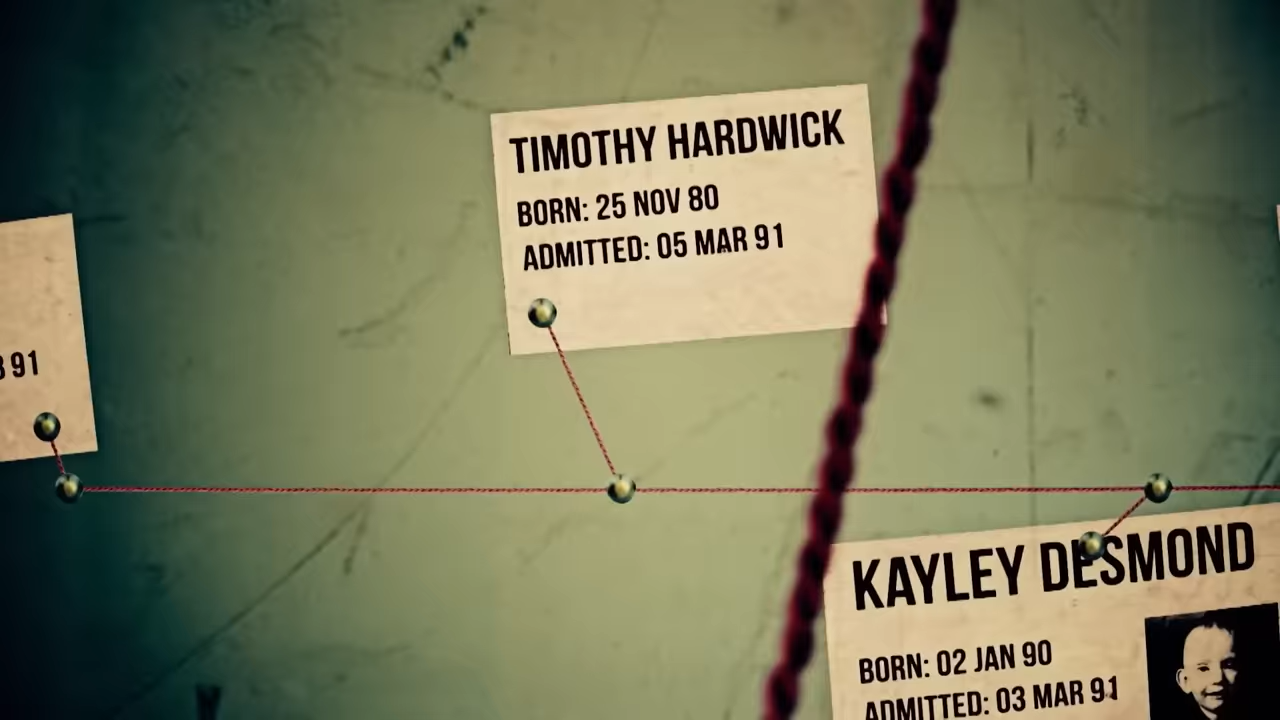 TIMOTHY HARDWICK
BORN: 25 NOV 80
ADMITTED: 05 MAR 91
91
KAYLEY DESMOND
BORN: 02 JAN 90
ADMITTED: 03 MAR 91